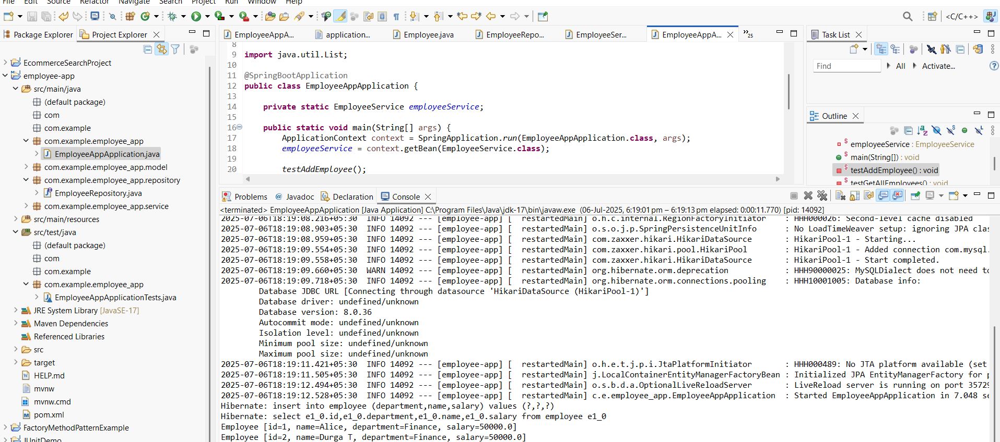 File Edit Source Refactor Navigate Search Project Run Window Help
<C/C++>
Package Explorer Project Explorer
EcommerceSearchProject
employee-app
src/main/java
(default package)
com
com.example
com.example.employee_app
EmployeeAppApplication.java
com.example.employee_app.model
com.example.employee_app.repository
EmployeeRepository.java
com.example.employee_app.service
src/main/resources
src/test/java
(default package)
com
com.example
com.example.employee_app
EmployeeAppApplicationTests.java
JRE System Library [JavaSE-17]
Maven Dependencies
Referenced Libraries
src
target
HELP.md
mvnw
mvnw.cmd
pom.xml
FactoryMethodPatternExample
JUnitDemo
EmployeeAppA... application... Employee.java EmployeeRepo... EmployeeSer... EmployeeAppA... »25
8
9 import java.util.List;
10
11 @SpringBootApplication
12 public class EmployeeAppApplication {
13
14 private static EmployeeService employeeService;
15
16 public static void main(String[] args) {
17 ApplicationContext context = SpringApplication.run(EmployeeAppApplication.class, args);
18 employeeService = context.getBean(EmployeeService.class);
19
20 testAddEmployee();
Task List
Find All Activate...
Outline
employeeService : EmployeeService
main(String[]) : void
testAddEmployee() : void
testGetAllEmployees() : void
Problems Javadoc Declaration Console
<terminated> EmployeeAppApplication [Java Application] C:\Program Files\Java\jdk-17\bin\javaw.exe (06-Jul-2025, 6:19:01 pm – 6:19:13 pm elapsed: 0:00:11.770) [pid: 14092]
2025-07-06T18:19:08.216+05:30 INFO 14092 --- [employee-app] [ restartedMain] o.h.c.internal.RegionFactoryInitiator : HHH000026: Second-level cache disabled
2025-07-06T18:19:08.903+05:30 INFO 14092 --- [employee-app] [ restartedMain] o.s.o.j.p.SpringPersistenceUnitInfo : No LoadTimeWeaver setup: ignoring JPA clas
2025-07-06T18:19:08.959+05:30 INFO 14092 --- [employee-app] [ restartedMain] com.zaxxer.hikari.HikariDataSource : HikariPool-1 - Starting...
2025-07-06T18:19:09.554+05:30 INFO 14092 --- [employee-app] [ restartedMain] com.zaxxer.hikari.pool.HikariPool : HikariPool-1 - Added connection com.mysql.
2025-07-06T18:19:09.558+05:30 INFO 14092 --- [employee-app] [ restartedMain] com.zaxxer.hikari.HikariDataSource : HikariPool-1 - Start completed.
2025-07-06T18:19:09.660+05:30 WARN 14092 --- [employee-app] [ restartedMain] org.hibernate.orm.deprecation : HHH90000025: MySQLDialect does not need to
2025-07-06T18:19:09.718+05:30 INFO 14092 --- [employee-app] [ restartedMain] org.hibernate.orm.connections.pooling : HHH10001005: Database info:
Database JDBC URL [Connecting through datasource 'HikariDataSource (HikariPool-1)']
Database driver: undefined/unknown
Database version: 8.0.36
Autocommit mode: undefined/unknown
Isolation level: undefined/unknown
Minimum pool size: undefined/unknown
Maximum pool size: undefined/unknown
2025-07-06T18:19:11.421+05:30 INFO 14092 --- [employee-app] [ restartedMain] o.h.e.t.j.p.i.JtaPlatformInitiator : HHH000489: No JTA platform available (set
2025-07-06T18:19:11.505+05:30 INFO 14092 --- [employee-app] [ restartedMain] j.LocalContainerEntityManagerFactoryBean : Initialized JPA EntityManagerFactory for p
2025-07-06T18:19:12.494+05:30 INFO 14092 --- [employee-app] [ restartedMain] o.s.b.d.a.OptionalLiveReloadServer : LiveReload server is running on port 35729
2025-07-06T18:19:12.528+05:30 INFO 14092 --- [employee-app] [ restartedMain] c.e.employee_app.EmployeeAppApplication : Started EmployeeAppApplication in 7.048 se
Hibernate: insert into employee (department,name,salary) values (?,?,?)
Hibernate: select e1_0.id,e1_0.department,e1_0.name,e1_0.salary from employee e1_0
Employee [id=1, name=Alice, department=Finance, salary=50000.0]
Employee [id=2, name=Durga T, department=Finance, salary=50000.0]